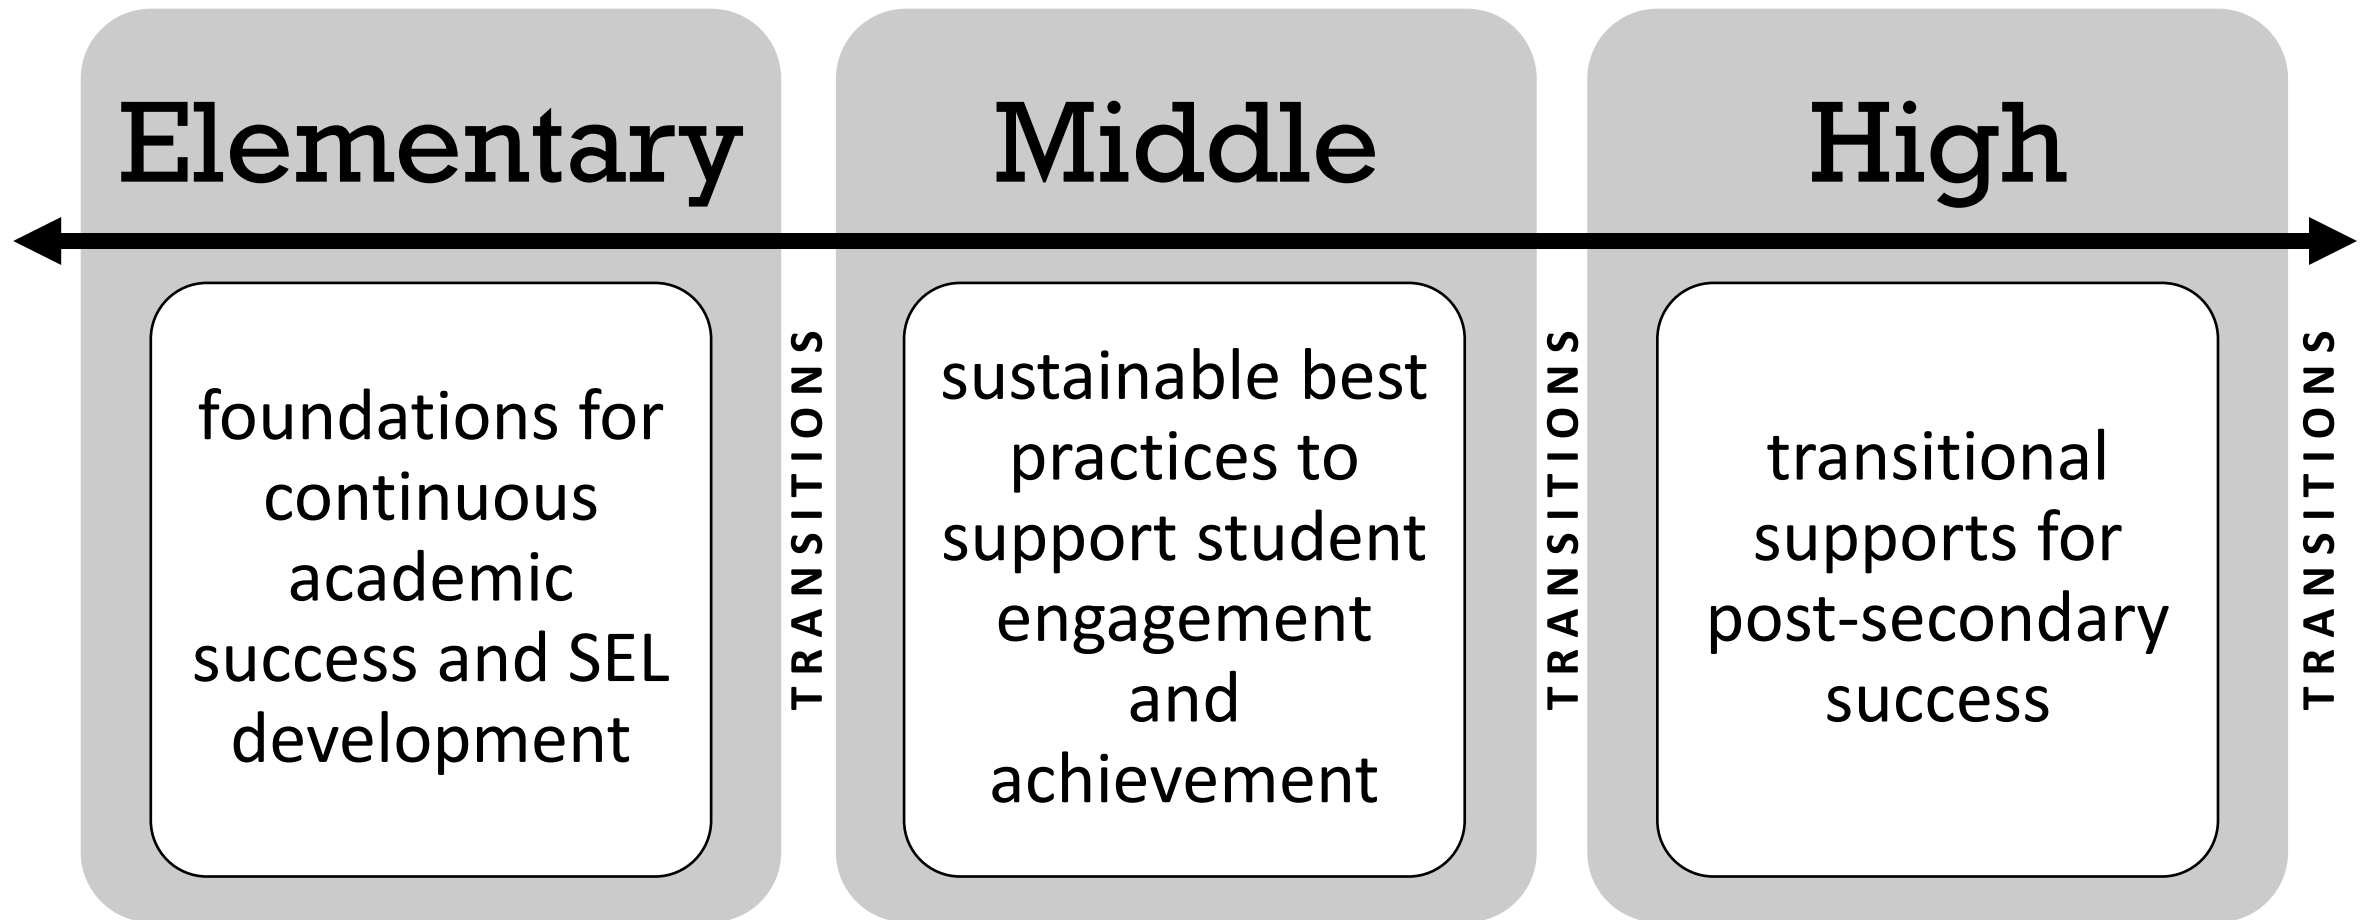 Elementary
foundations for
continuous
academic
success and SEL
development
TRANSITIONS
Middle
sustainable best
practices to
support student
engagement
and
achievement
TRANSITIONS
High
transitional
supports for
post-secondary
success
TRANSITIONS